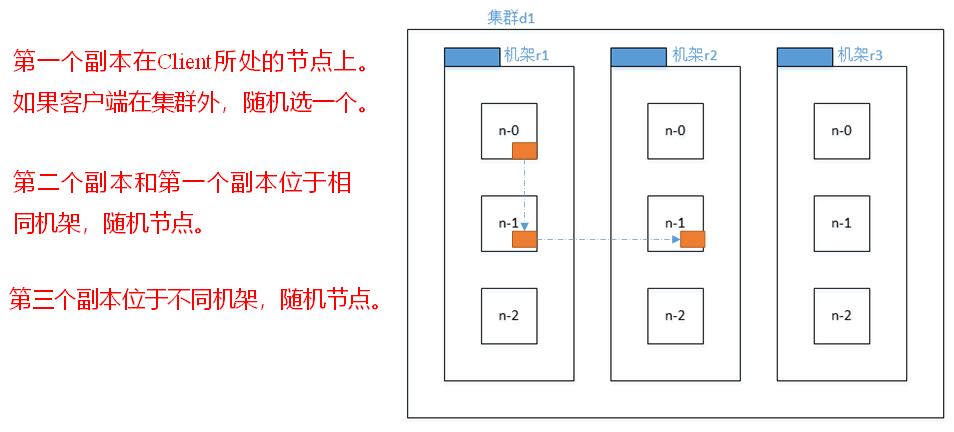 第一个副本在Client所处的节点上。
如果客户端在集群外，随机选一个。
第二个副本和第一个副本位于相
同机架，随机节点。
第三个副本位于不同机架，随机节点。
集群d1
机架r1
机架r2
机架r3
n-0
n-0
n-0
n-1
n-1
n-1
n-2
n-2
n-2